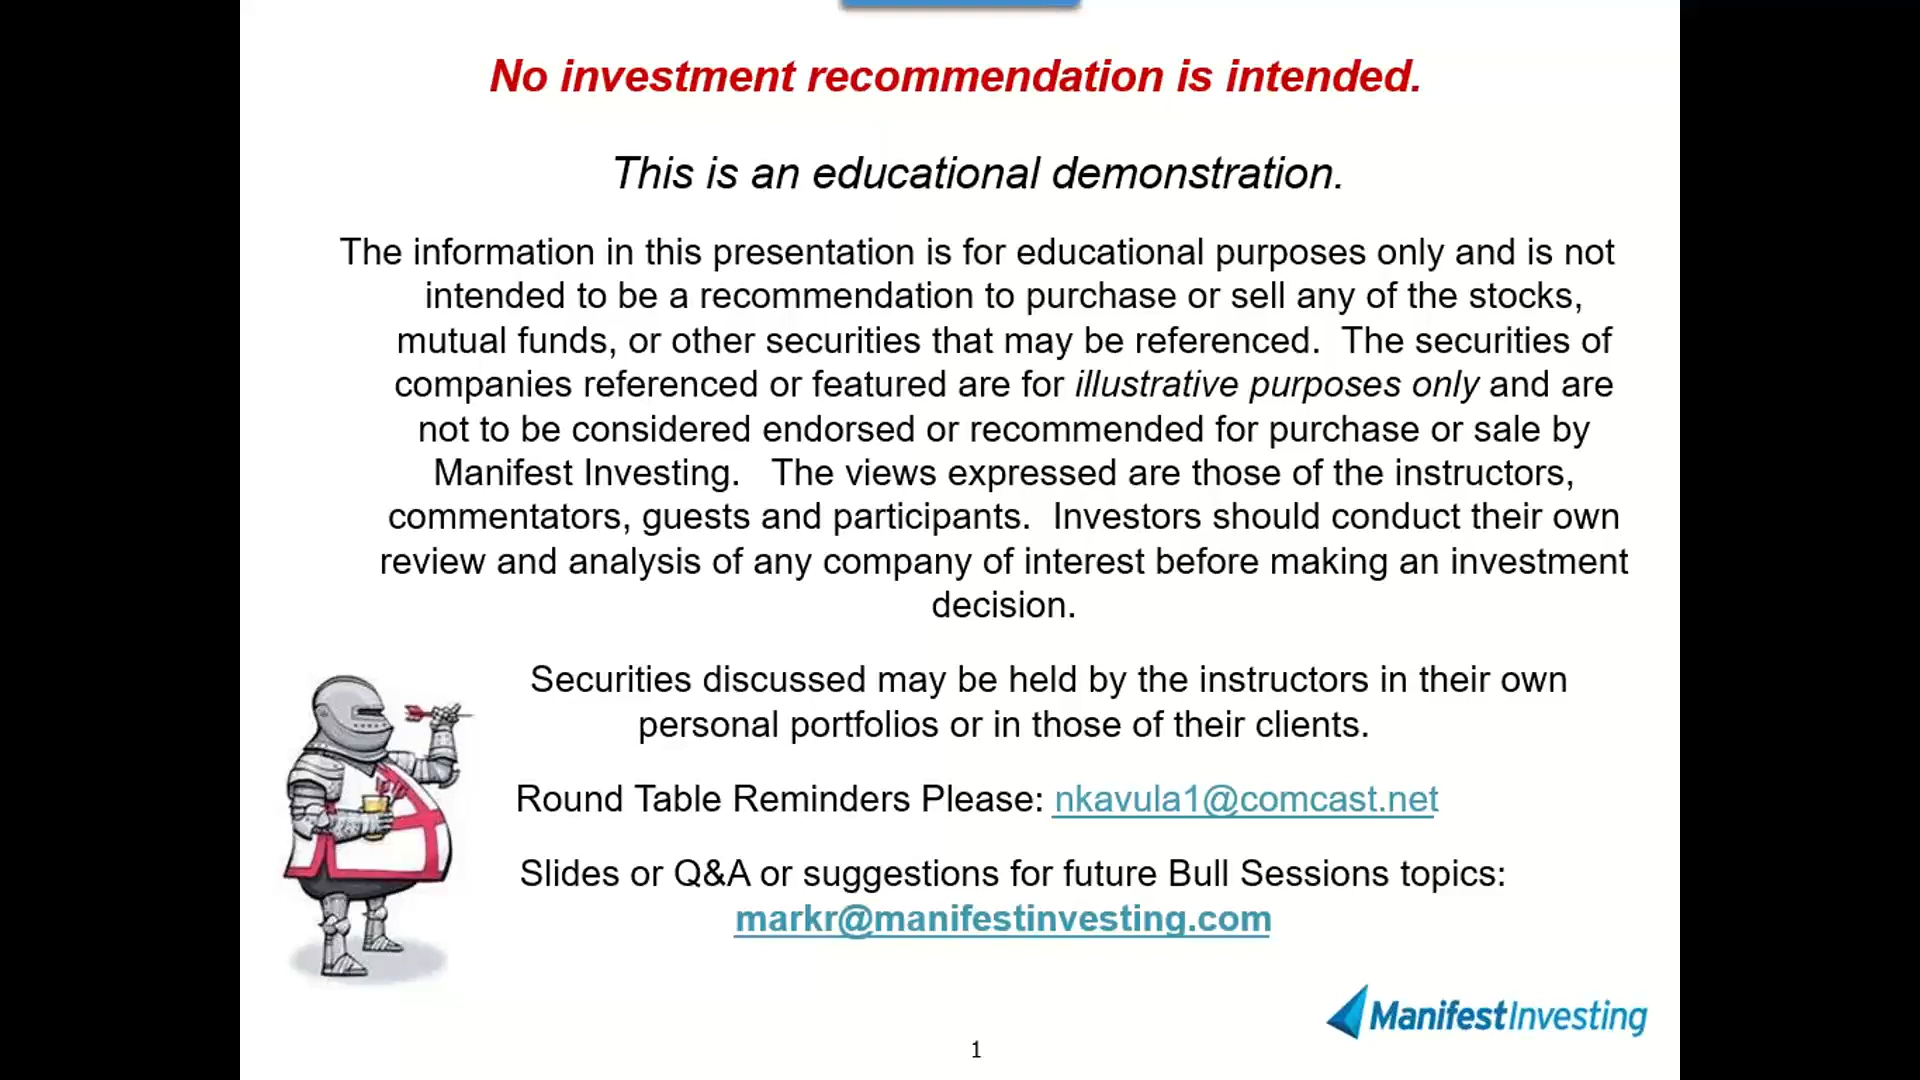 No investment recommendation is intended.
This is an educational demonstration.
The information in this presentation is for educational purposes only and is not
intended to be a recommendation to purchase or sell any of the stocks,
mutual funds, or other securities that may be referenced.  The securities of
companies referenced or featured are for illustrative purposes only and are
not to be considered endorsed or recommended for purchase or sale by
Manifest Investing.   The views expressed are those of the instructors,
commentators, guests and participants.  Investors should conduct their own
review and analysis of any company of interest before making an investment
decision.
Securities discussed may be held by the instructors in their own
personal portfolios or in those of their clients.
Round Table Reminders Please: nkavula1@comcast.net
Slides or Q&A or suggestions for future Bull Sessions topics:
markr@manifestinvesting.com
ManifestInvesting
1